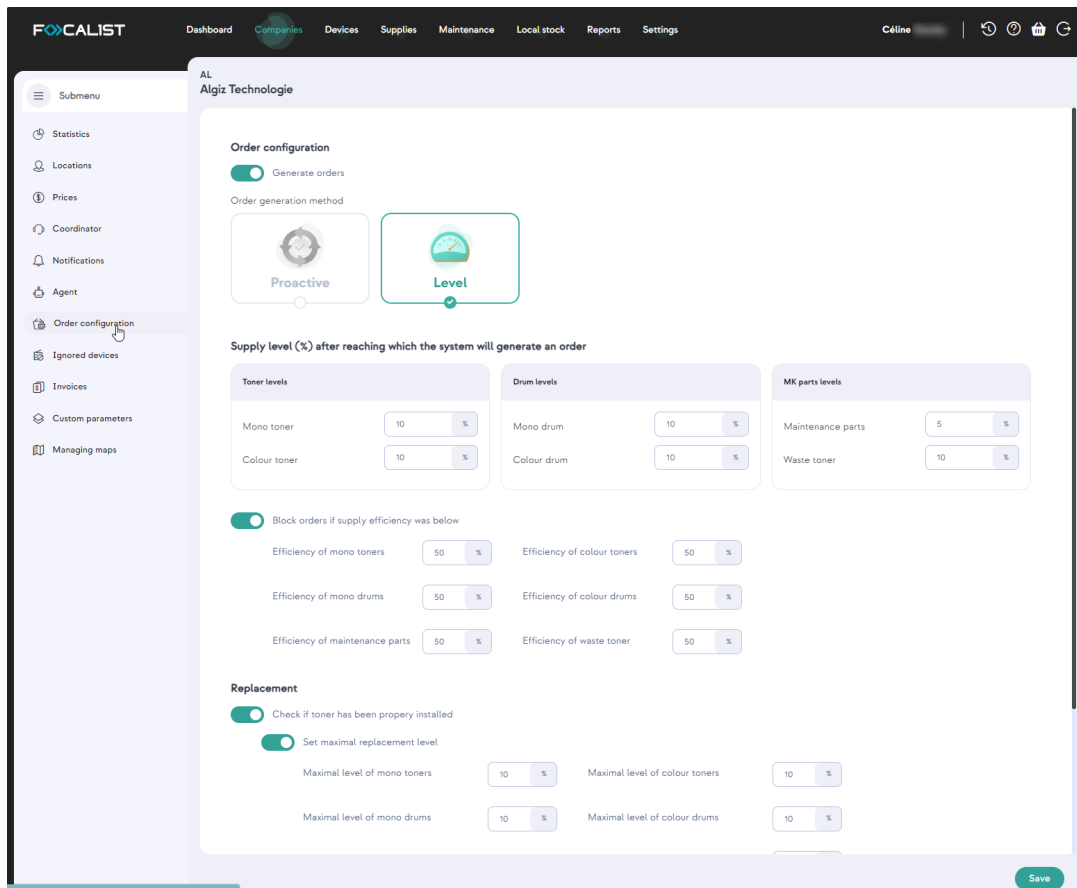 FOCALIST
Dashboard Companies Devices Supplies Maintenance Local stock Reports Settings Céline
Submenu
Statistics
Locations
Prices
Coordinator
Notifications
Agent
Order configuration
Ignored devices
Invoices
Custom parameters
Managing maps
AL
Algiz Technologie
Order configuration
Generate orders
Order generation method
Proactive Level
Supply level (%) after reaching which the system will generate an order
Toner levels Drum levels MK parts levels
Mono toner 10 % Mono drum 10 % Maintenance parts 5 %
Colour toner 10 % Colour drum 10 % Waste toner 10 %
Block orders if supply efficiency was below
Efficiency of mono toners 50 % Efficiency of colour toners 50 %
Efficiency of mono drums 50 % Efficiency of colour drums 50 %
Efficiency of maintenance parts 50 % Efficiency of waste toner 50 %
Replacement
Check if toner has been propery installed
Set maximal replacement level
Maximal level of mono toners 10 % Maximal level of colour toners 10 %
Maximal level of mono drums 10 % Maximal level of colour drums 10 %
Save